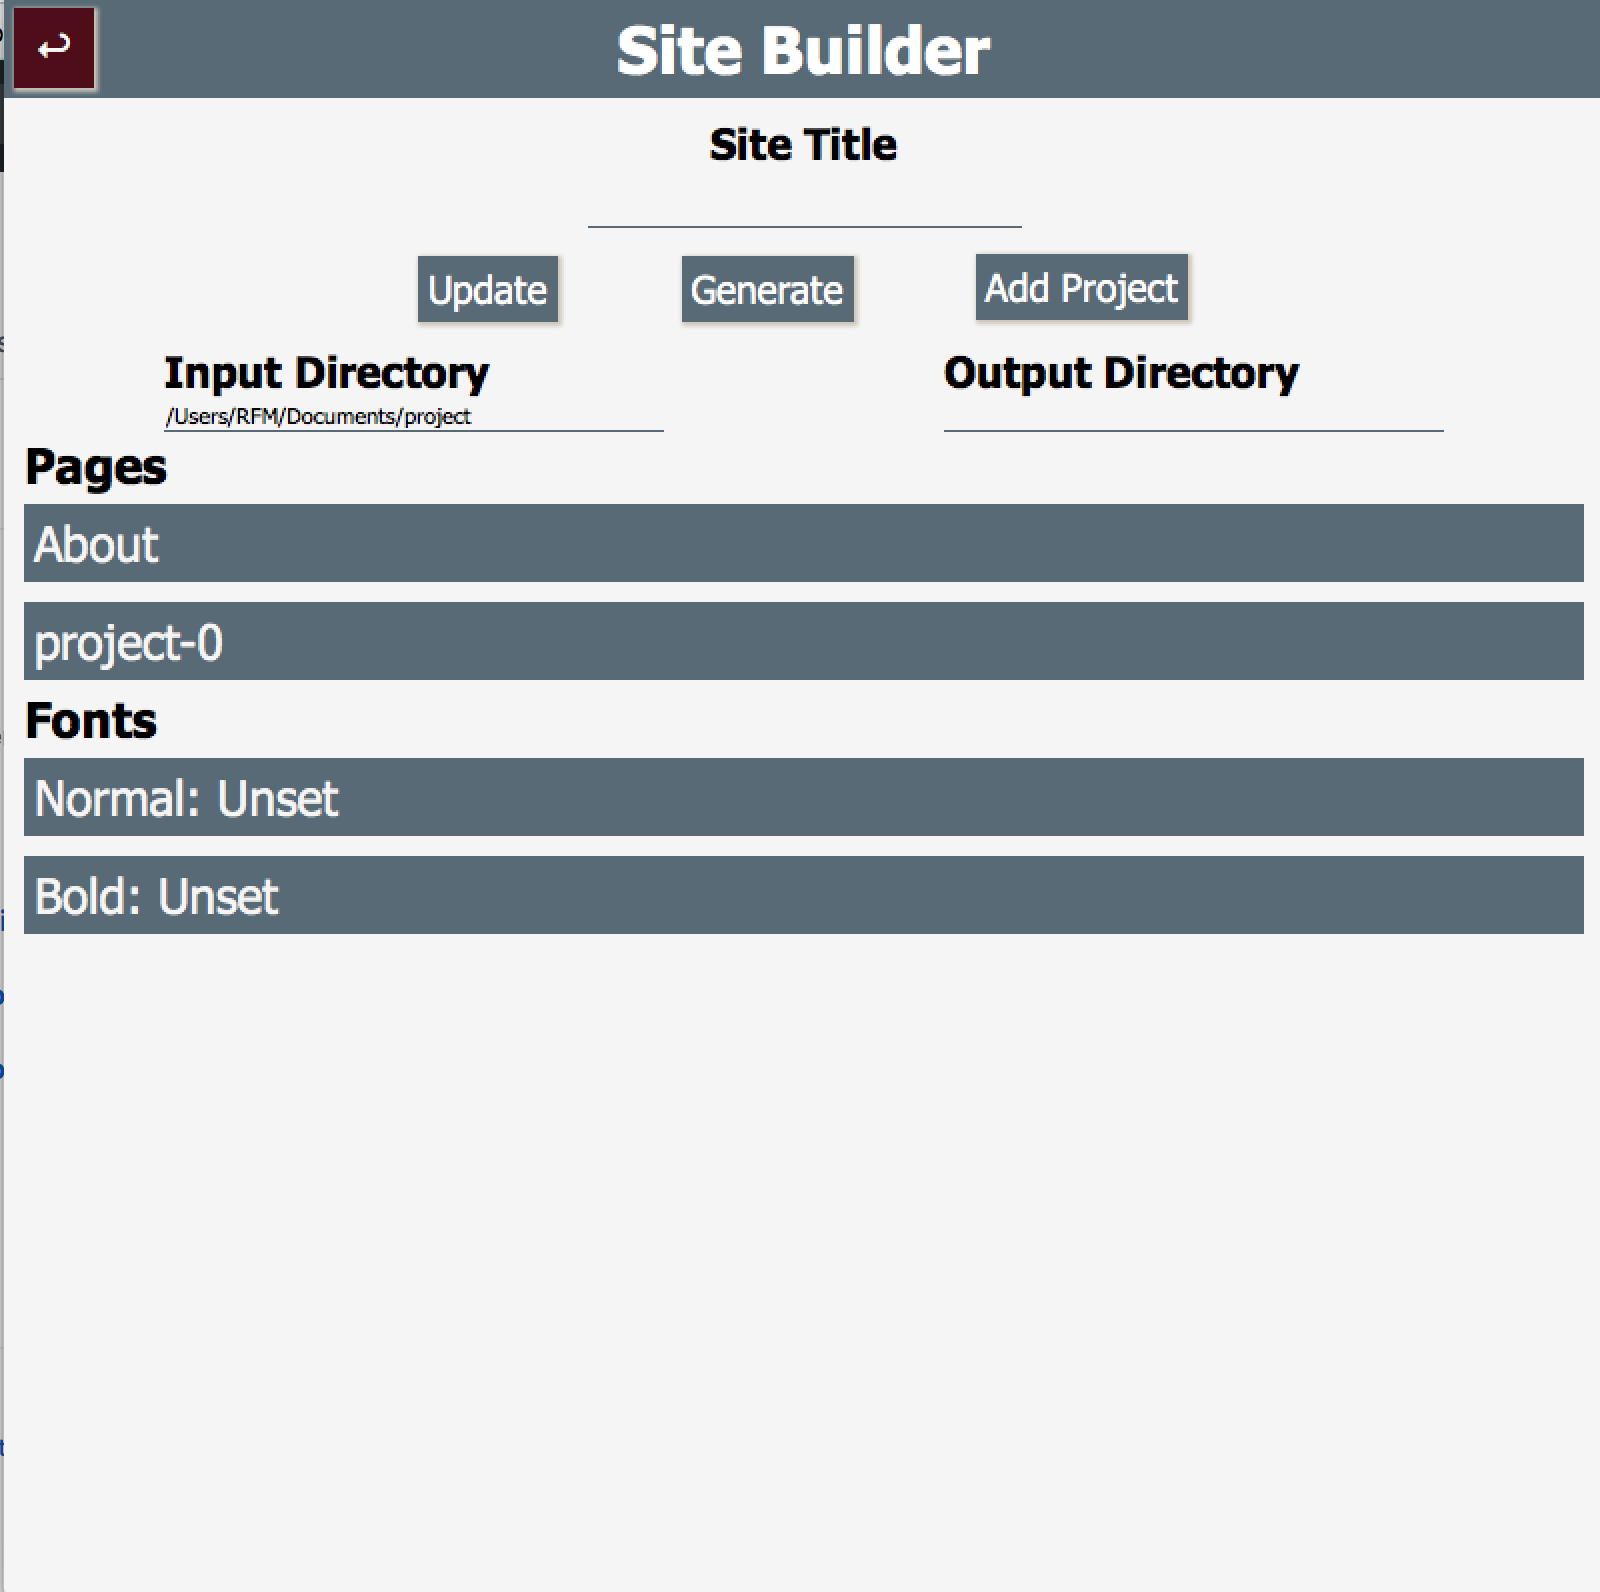 Site Builder
Site Title
Update Generate Add Project
Input Directory Output Directory
/Users/RFM/Documents/project
Pages
About
project-0
Fonts
Normal: Unset
Bold: Unset